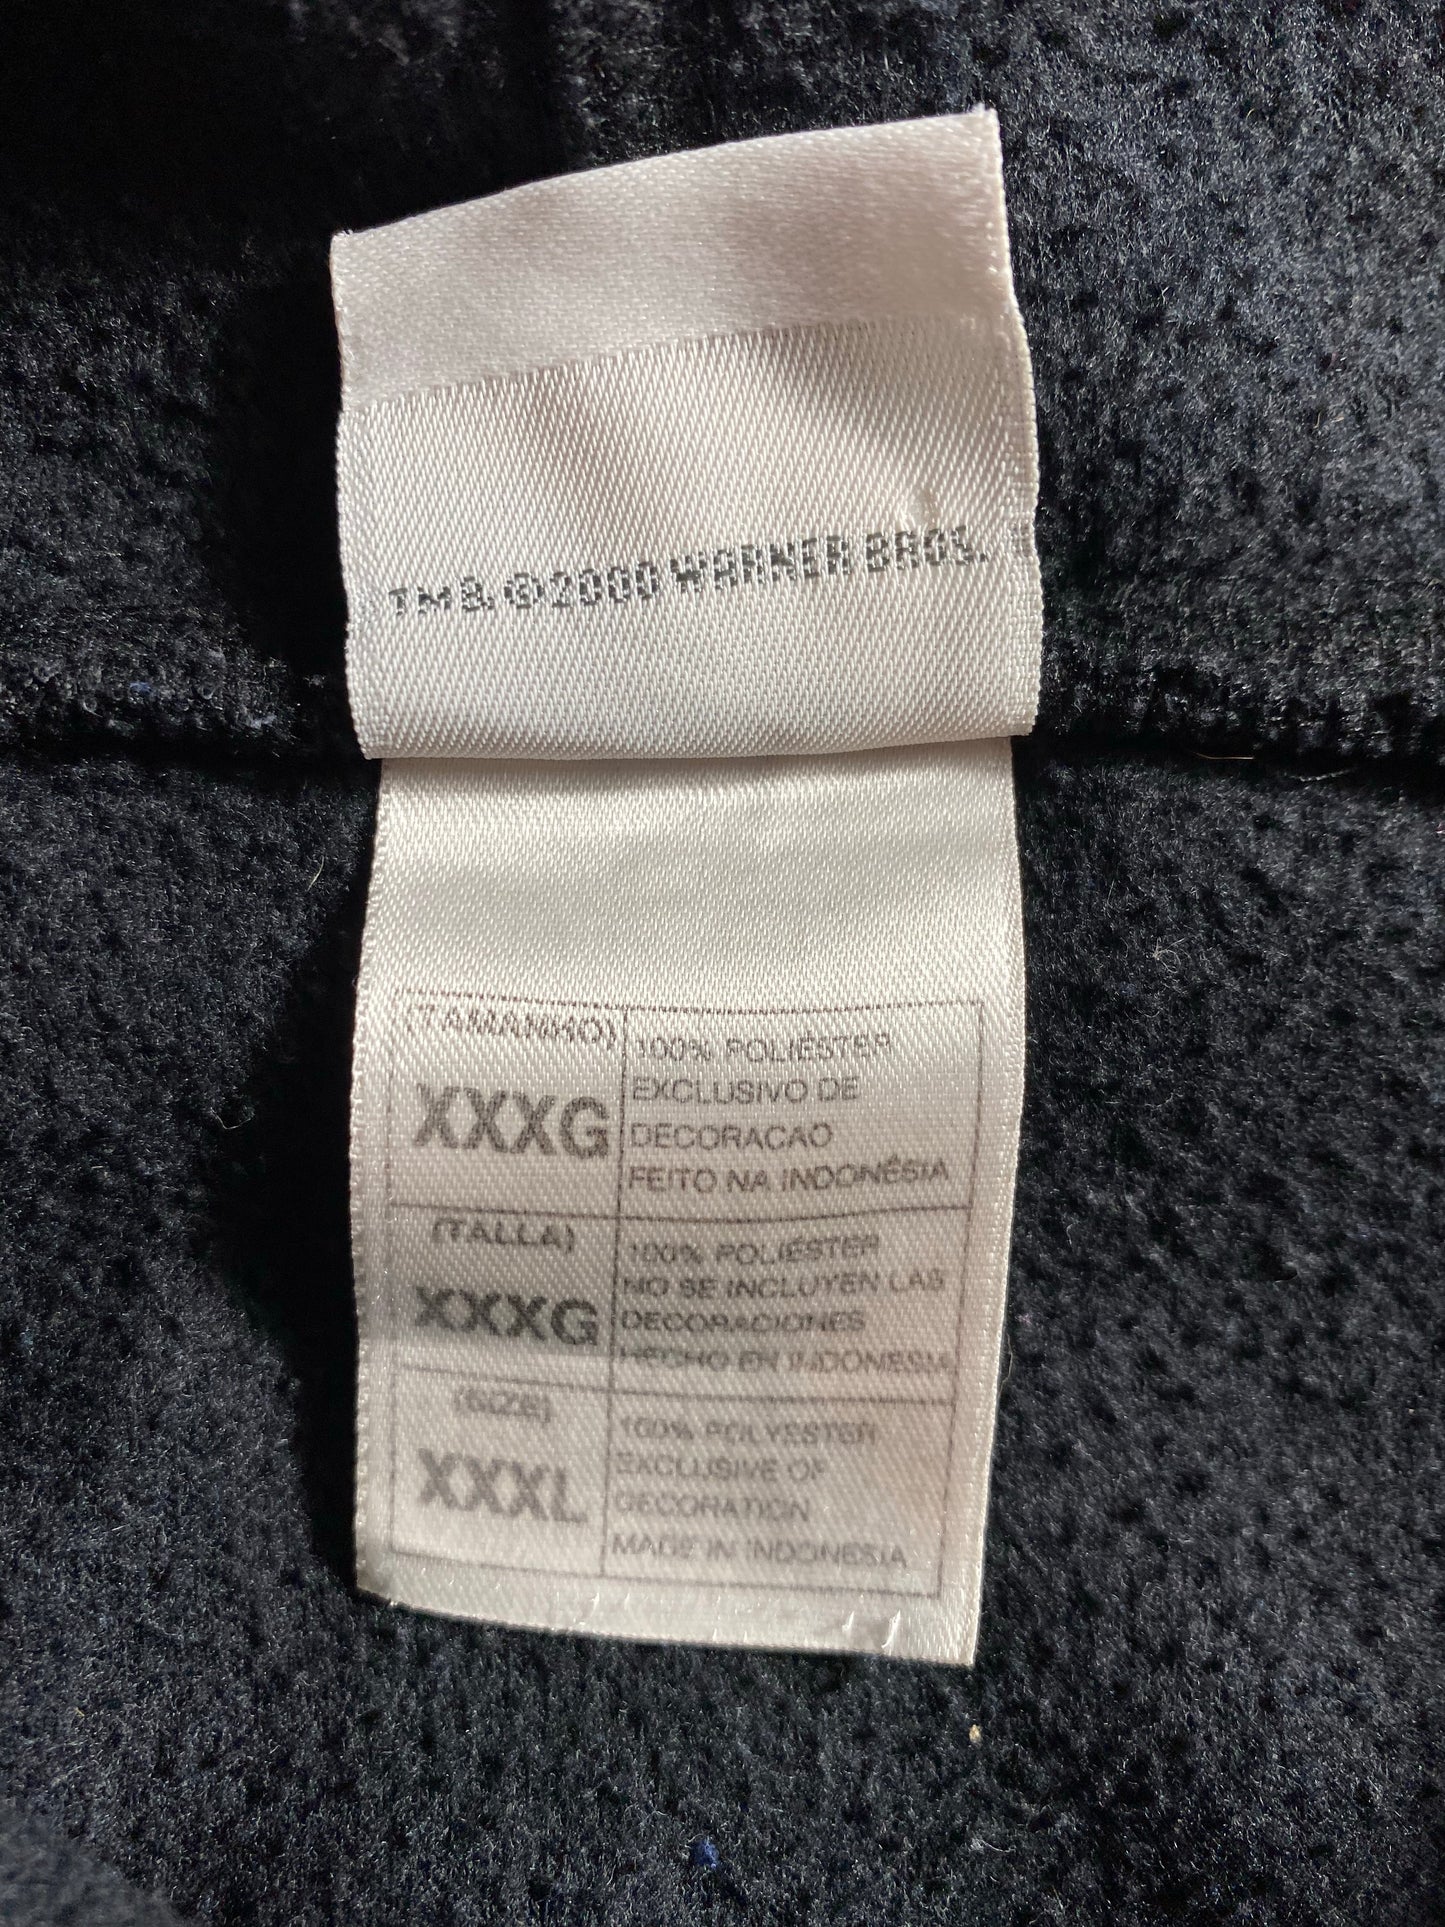 TM & ©2000 WARNER BROS.
(TAMANHO)
XXXG
100% POLIÉSTER
EXCLUSIVO DE
DECORACAO
FEITO NA INDONÉSIA
(TALLA)
XXXG
100% POLIÉSTER
NO SE INCLUYEN LAS
DECORACIONES
HECHO EN INDONESIA
(SIZE)
XXXL
100% POLYESTER
EXCLUSIVE OF
DECORATION
MADE IN INDONESIA